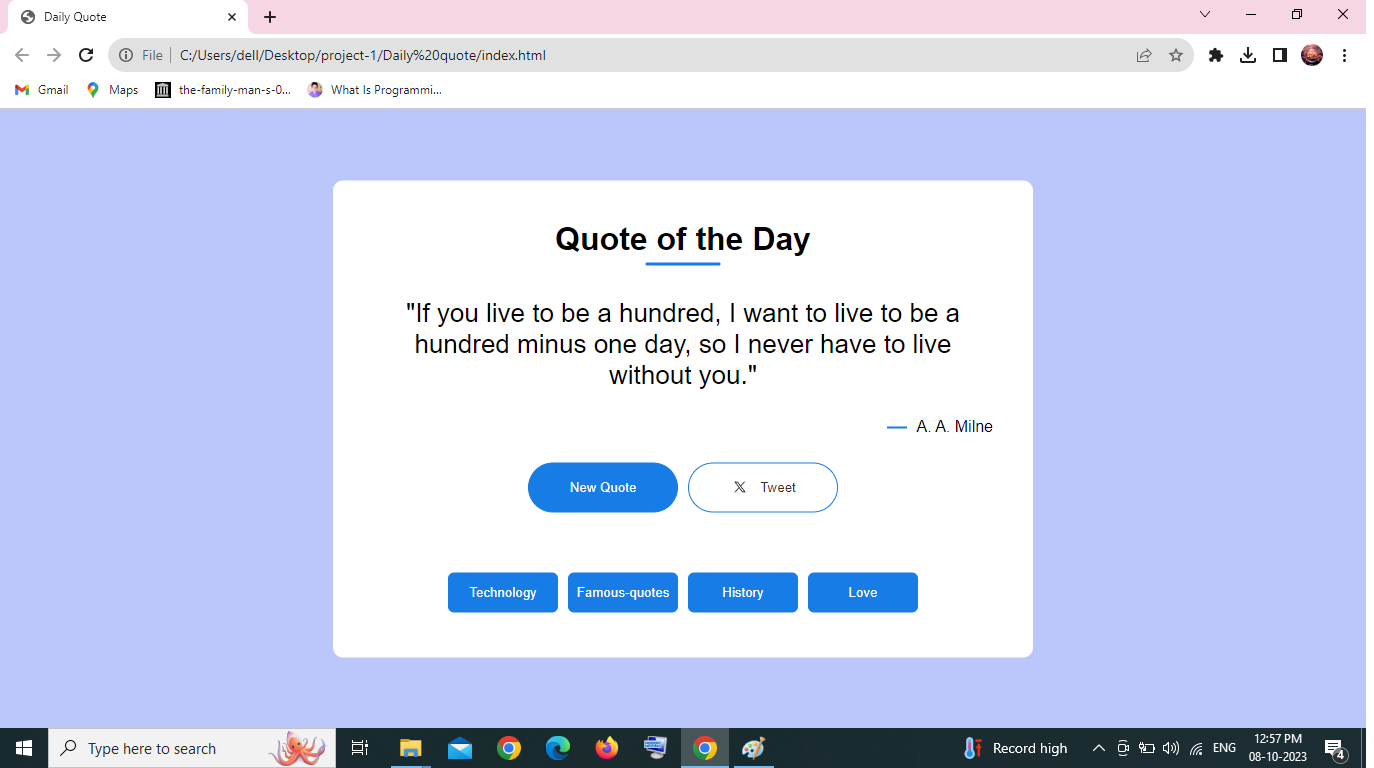 Daily Quote
File
C:/Users/dell/Desktop/project-1/Daily%20quote/index.html
Gmail
Maps
the-family-man-s-0...
What Is Programmi...
Quote of the Day
"If you live to be a
hundred, I want to live to be a
hundred minus one day, so I never have to live
without you."
A. A. Milne
New Quote
Tweet
Technology
Famous-quotes
History
Love
Type here to search
Record high
ENG
12:57 PM
08-10-2023
4